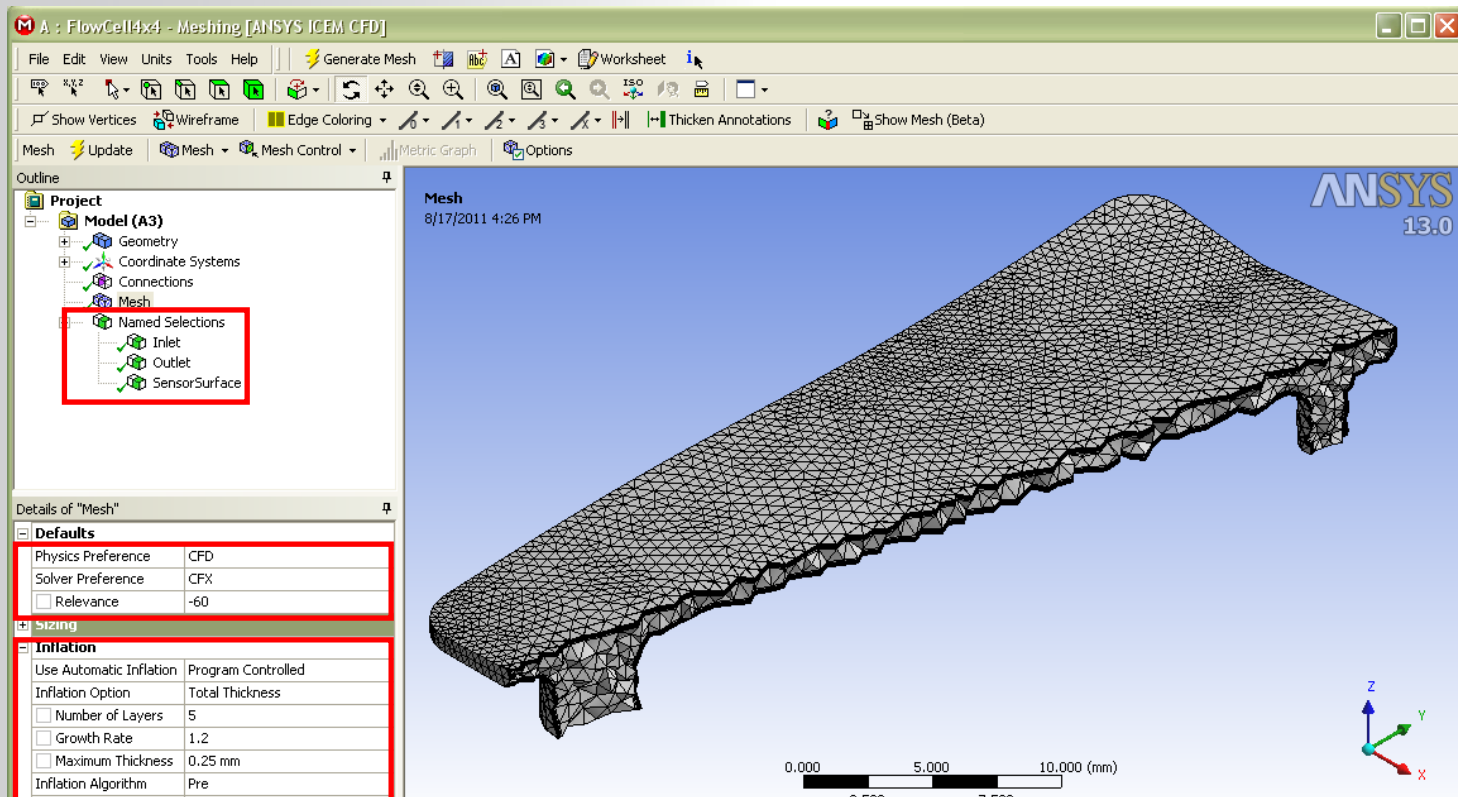 A : FlowCell4x4 - Meshing [ANSYS ICEM CFD]
File Edit View Units Tools Help Generate Mesh Worksheet
Show Vertices Wireframe Edge Coloring Thicken Annotations Show Mesh (Beta)
Mesh Update Mesh Mesh Control Metric Graph Options
Outline
Project
Model (A3)
Geometry
Coordinate Systems
Connections
Mesh
Named Selections
Inlet
Outlet
SensorSurface
Details of "Mesh"
Defaults
Physics Preference CFD
Solver Preference CFX
Relevance -60
Sizing
Inflation
Use Automatic Inflation Program Controlled
Inflation Option Total Thickness
Number of Layers 5
Growth Rate 1.2
Maximum Thickness 0.25 mm
Inflation Algorithm Pre
Mesh
8/17/2011 4:26 PM
ANSYS
13.0
Z
Y
X
0.000 5.000 10.000 (mm)